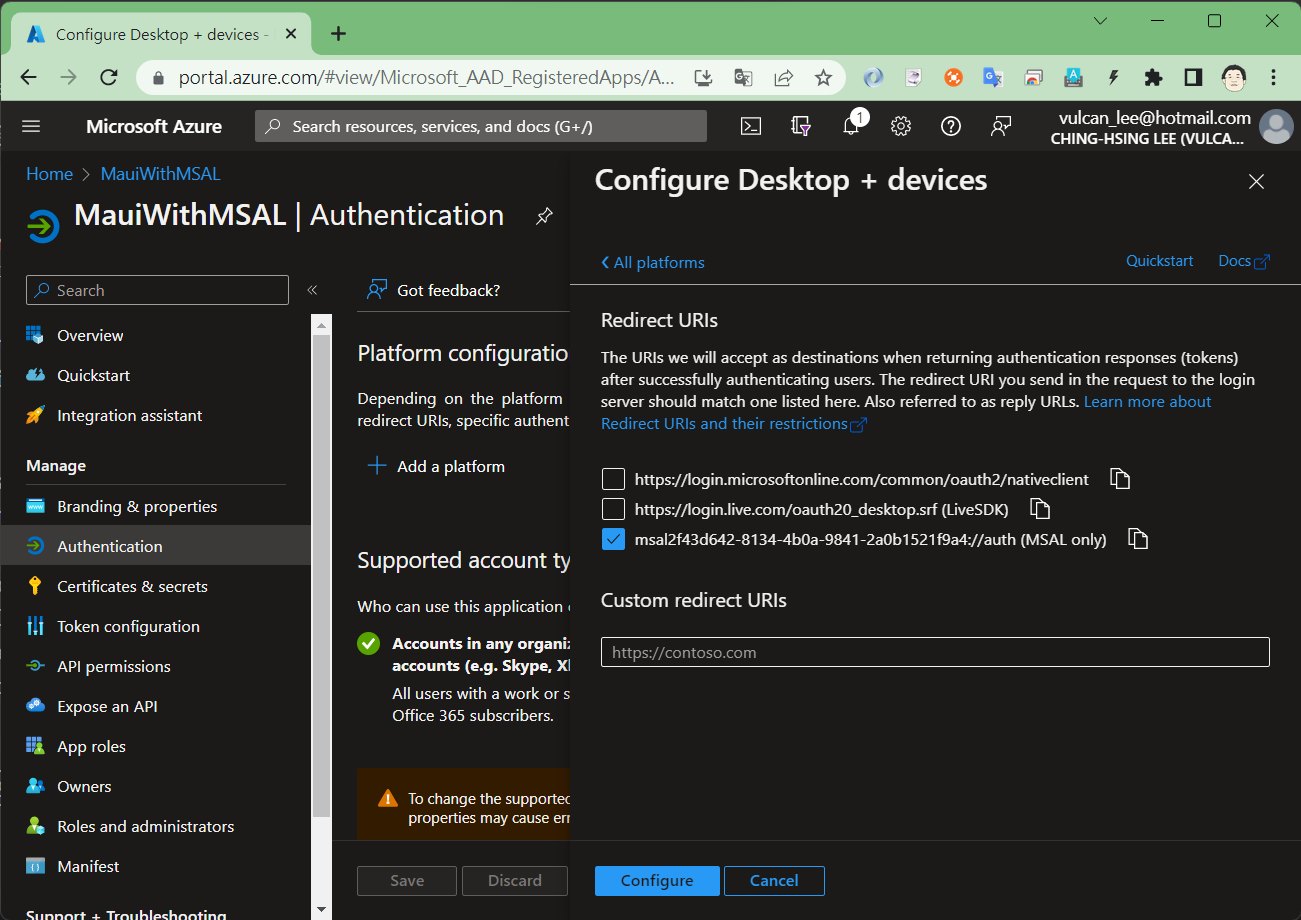 Configure Desktop + devices -
portal.azure.com/#view/Microsoft_AAD_RegisteredApps/A...
Microsoft Azure
Search resources, services, and docs (G+/)
1
vulcan_lee@hotmail.com
CHING-HSING LEE (VULCA...
Home > MauiWithMSAL
MauiWithMSAL | Authentication
Search
«
Overview
Quickstart
Integration assistant
Manage
Branding & properties
Authentication
Certificates & secrets
Token configuration
API permissions
Expose an API
App roles
Owners
Roles and administrators
Manifest
Support + Troubleshooting
Got feedback?
Platform configuratio
Depending on the platform
redirect URIs, specific authent
Add a platform
Supported account ty
Who can use this application
Accounts in any organiz
accounts (e.g. Skype, X
All users with a work or s
Office 365 subscribers.
To change the supported
properties may cause err
Save
Discard
Configure Desktop + devices
All platforms
Quickstart
Docs
Redirect URIs
The URIs we will accept as destinations when returning authentication responses (tokens)
after successfully authenticating users. The redirect URI you send in the request to the login
server should match one listed here. Also referred to as reply URLs. Learn more about
Redirect URIs and their restrictions
https://login.microsoftonline.com/common/oauth2/nativeclient
https://login.live.com/oauth20_desktop.srf (LiveSDK)
msal2f43d642-8134-4b0a-9841-2a0b1521f9a4://auth (MSAL only)
Custom redirect URIs
https://contoso.com
Configure
Cancel